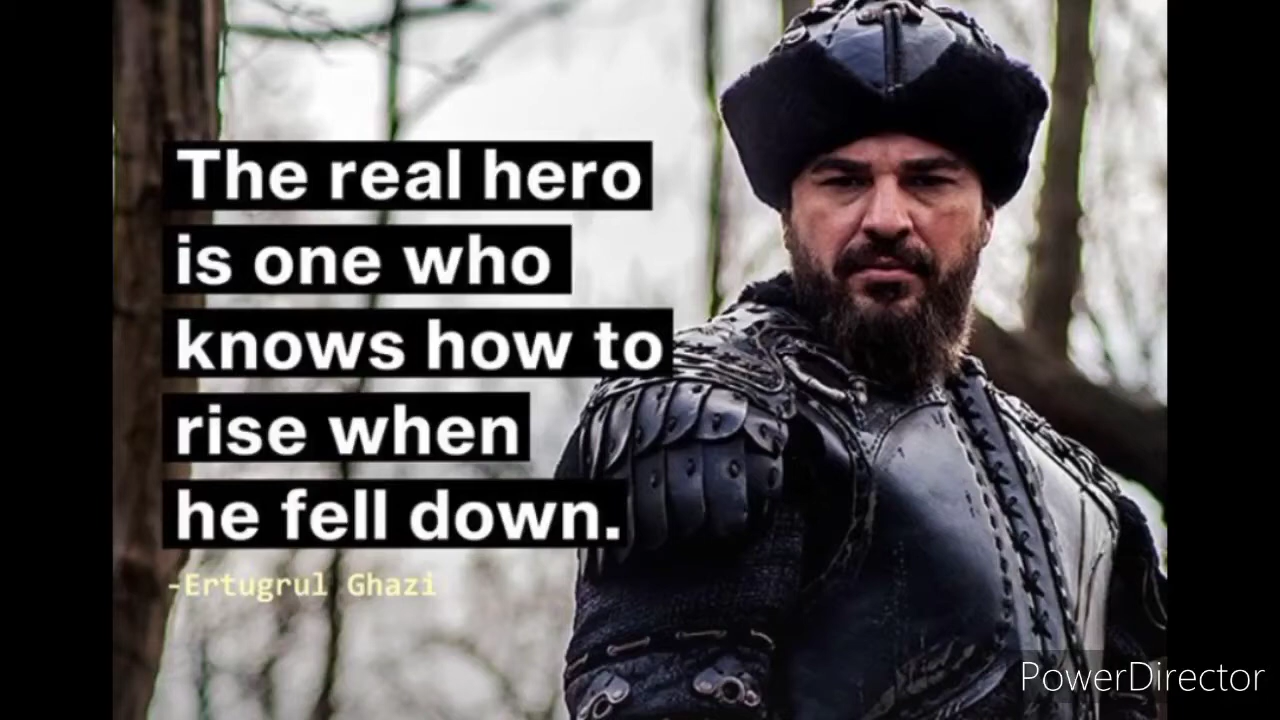 The real hero
is one who
knows how to
rise when
he fell down.
-Ertugrul Ghazi
PowerDirector